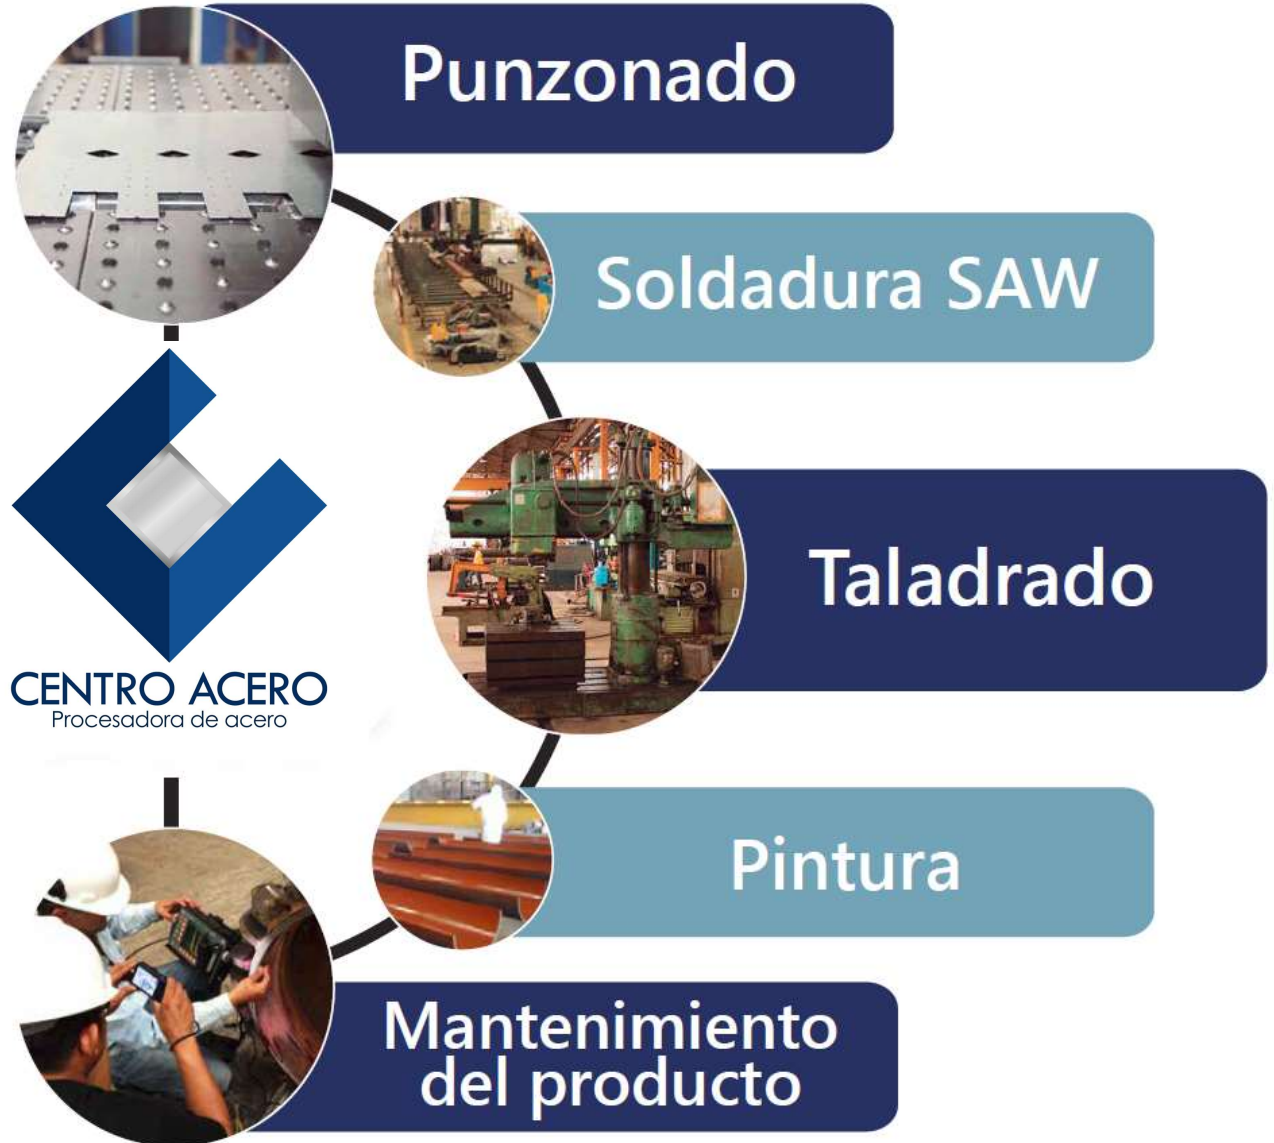 Punzonado
Soldadura SAW
CENTRO ACERO
Procesadora de acero
Taladrado
Pintura
Mantenimiento
del producto